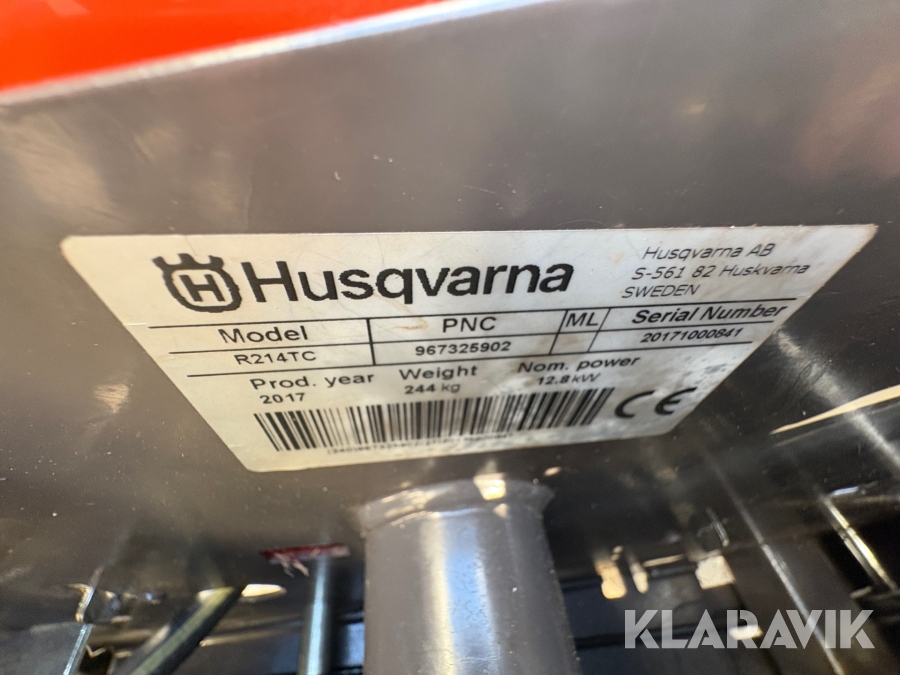 Husqvarna
Husqvarna AB
S-561 82 Huskvarna
SWEDEN
Model PNC ML Serial Number
R214TC 967325902 20171000841
Prod. year Weight Nom. power
2017 244 kg 12.8 kW
CE
KLARAVIK